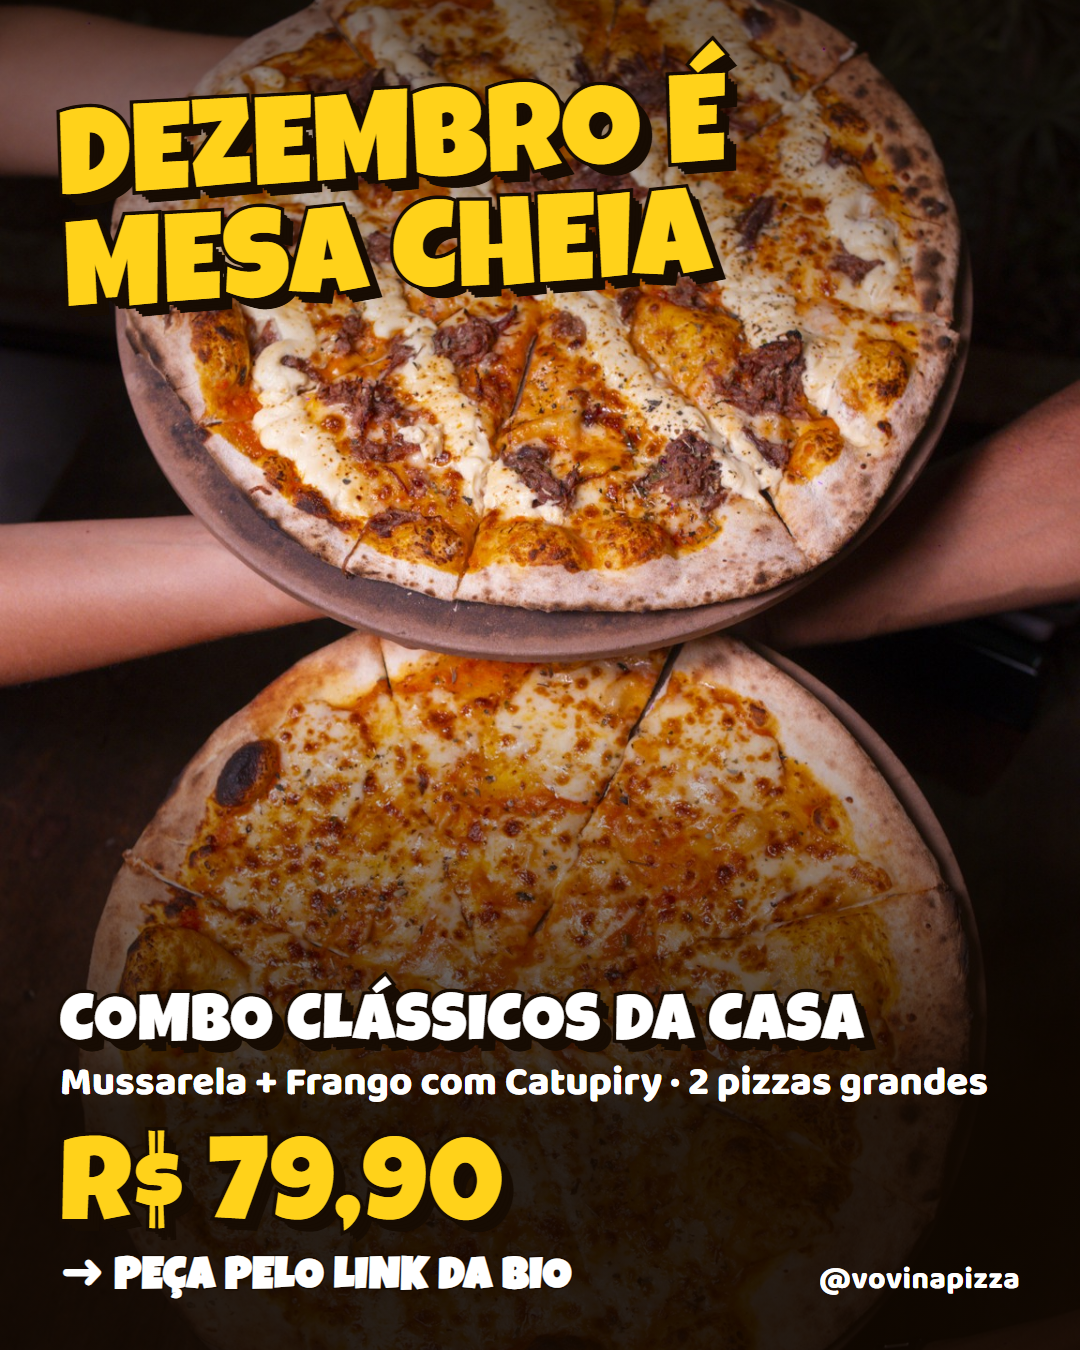 DEZEMBRO É
MESA CHEIA
COMBO CLÁSSICOS DA CASA
Mussarela + Frango com Catupiry · 2 pizzas grandes
R$ 79,90
→ PEÇA PELO LINK DA BIO
@vovinapizza